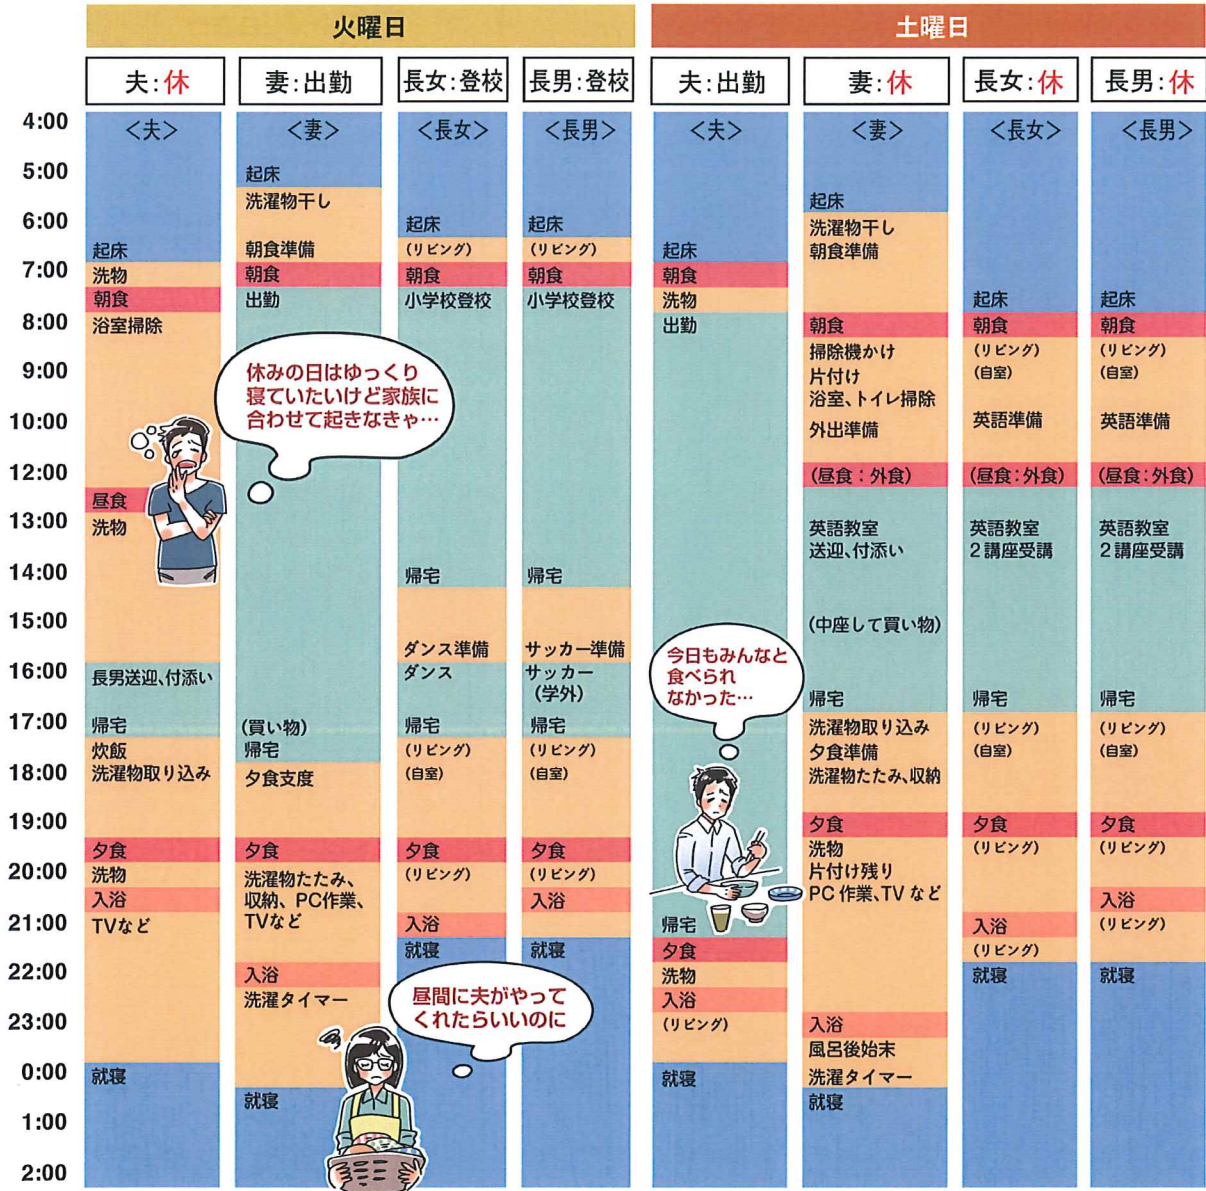 火曜日
土曜日
夫:休
妻:出勤
長女:登校
長男:登校
夫:出勤
妻:休
長女:休
長男:休
4:00
5:00
6:00
7:00
8:00
9:00
10:00
12:00
13:00
14:00
15:00
16:00
17:00
18:00
19:00
20:00
21:00
22:00
23:00
0:00
1:00
2:00
<夫>
起床
洗物
朝食
浴室掃除
昼食
洗物
長男送迎、付添い
帰宅
炊飯
洗濯物取り込み
夕食
洗物
入浴
TVなど
就寝
<妻>
起床
洗濯物干し
朝食準備
朝食
出勤
(買い物)
帰宅
夕食支度
夕食
洗濯物たたみ、
収納、PC作業、
TVなど
入浴
洗濯タイマー
就寝
<長女>
起床
(リビング)
朝食
小学校登校
帰宅
ダンス準備
ダンス
帰宅
(リビング)
(自室)
夕食
(リビング)
入浴
就寝
<長男>
起床
(リビング)
朝食
小学校登校
帰宅
サッカー準備
サッカー
(学外)
帰宅
(リビング)
(自室)
夕食
(リビング)
入浴
就寝
休みの日はゆっくり
寝ていたいけど家族に
合わせて起きなきゃ…
昼間に夫がやって
くれたらいいのに
<夫>
起床
朝食
洗物
出勤
帰宅
夕食
洗物
入浴
(リビング)
就寝
今日もみんなと
食べられ
なかった…
<妻>
起床
洗濯物干し
朝食準備
朝食
掃除機かけ
片付け
浴室、トイレ掃除
外出準備
(昼食:外食)
英語教室
送迎、付添い
(中座して買い物)
帰宅
洗濯物取り込み
夕食準備
洗濯物たたみ、収納
夕食
洗物
片付け残り
PC作業、TVなど
入浴
風呂後始末
洗濯タイマー
就寝
<長女>
起床
朝食
(リビング)
(自室)
英語準備
(昼食:外食)
英語教室
2講座受講
帰宅
(リビング)
(自室)
夕食
(リビング)
入浴
(リビング)
就寝
<長男>
起床
朝食
(リビング)
(自室)
英語準備
(昼食:外食)
英語教室
2講座受講
帰宅
(リビング)
(自室)
夕食
(リビング)
入浴
(リビング)
就寝